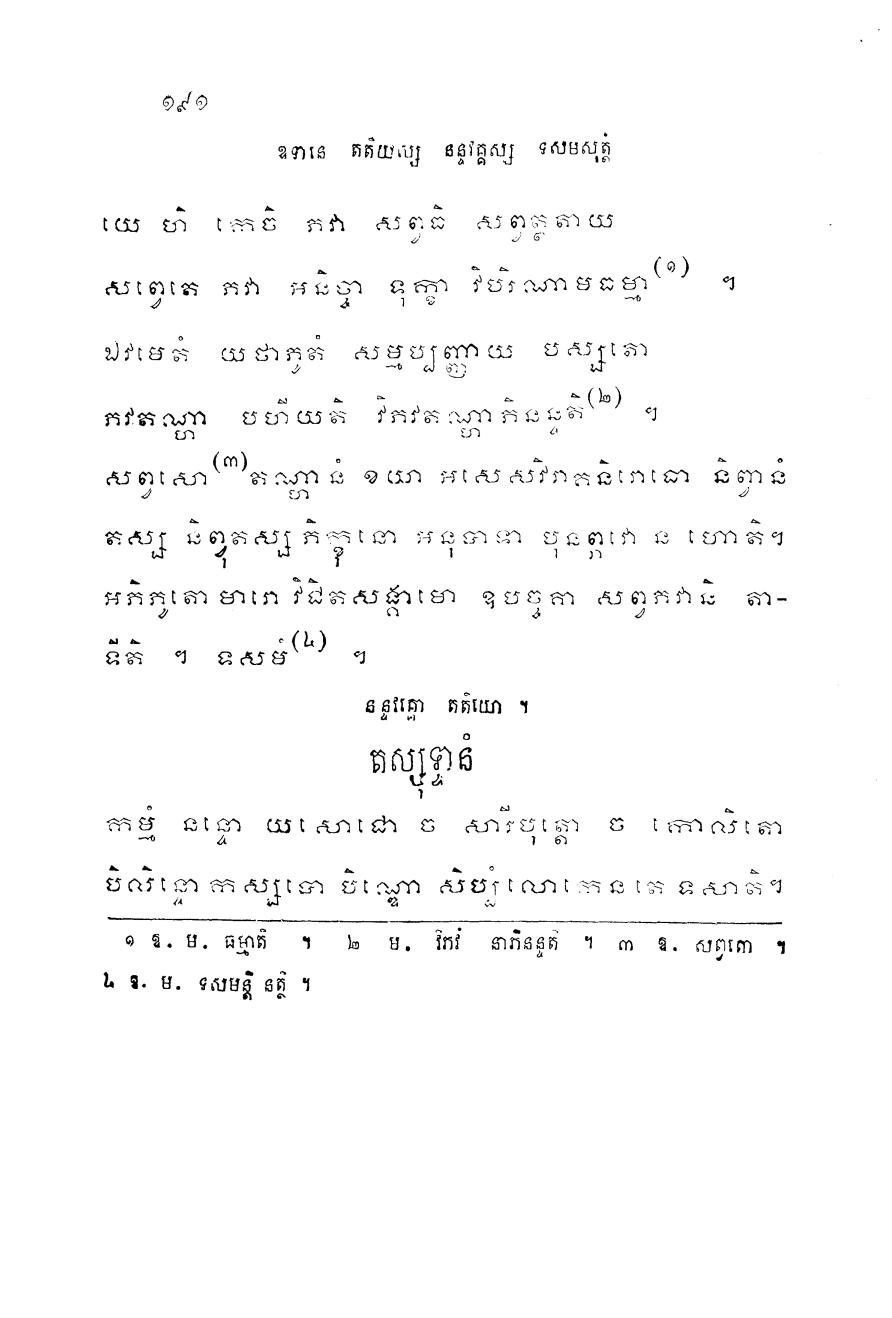 ១៩១
ឧទានេ តតិយស្ស នន្ទវគ្គស្ស ទសមសុត្តំ
យេ ហិ កេចិ ភវា សព្វធិ សព្វត្ថតាយ
សព្វេតេ ភវា អនិច្ចា ទុក្ខា វិបរិណាមធម្មា(១) ។
ឯវមេតំ យថាភូតំ សម្មប្បញ្ញាយ បស្សតោ
ភវតណ្ហា បហីយតិ វិភវតណ្ហាភិនន្ទតិ(២) ។
សព្វសោ(៣)តណ្ហានំ ខយា អសេសវិរាគនិរោធោ និព្វានំ
តស្ស និព្វុតស្ស ភិក្ខុនោ អនុបាទា បុនព្ភវោ ន ហោតិ។
អភិភូតោ មារោ វិជិតសង្គាមោ ឧបច្ចគា សព្វភវានិ តា-
ទីតិ ។ ទសមំ(៤) ។
នន្ទវគ្គោ តតិយោ ។
តស្សុទ្ទានំ
កម្មំ នន្ទោ យសោជោ ច សារីបុត្តោ ច កោលិតោ
បិលិន្ទោ កស្សបោ បិណ្ឌោ សិប្បំ លោកេន តេ ទសាតិ។
១ ឱ. ម. ធម្មាតិ ។ ២ ម. វិភវំ នាភិនន្ទតិ ។ ៣ ឱ. សព្វតោ ។
៤ ឱ. ម. ទសមន្តិ នត្ថិ ។